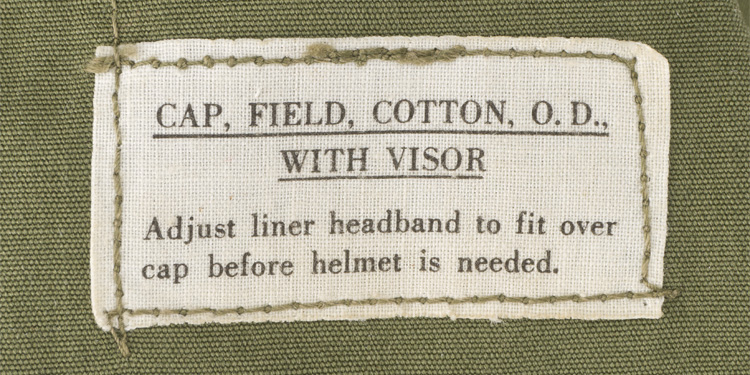 CAP, FIELD, COTTON, O. D.,
WITH VISOR
Adjust liner headband to fit over
cap before helmet is needed.